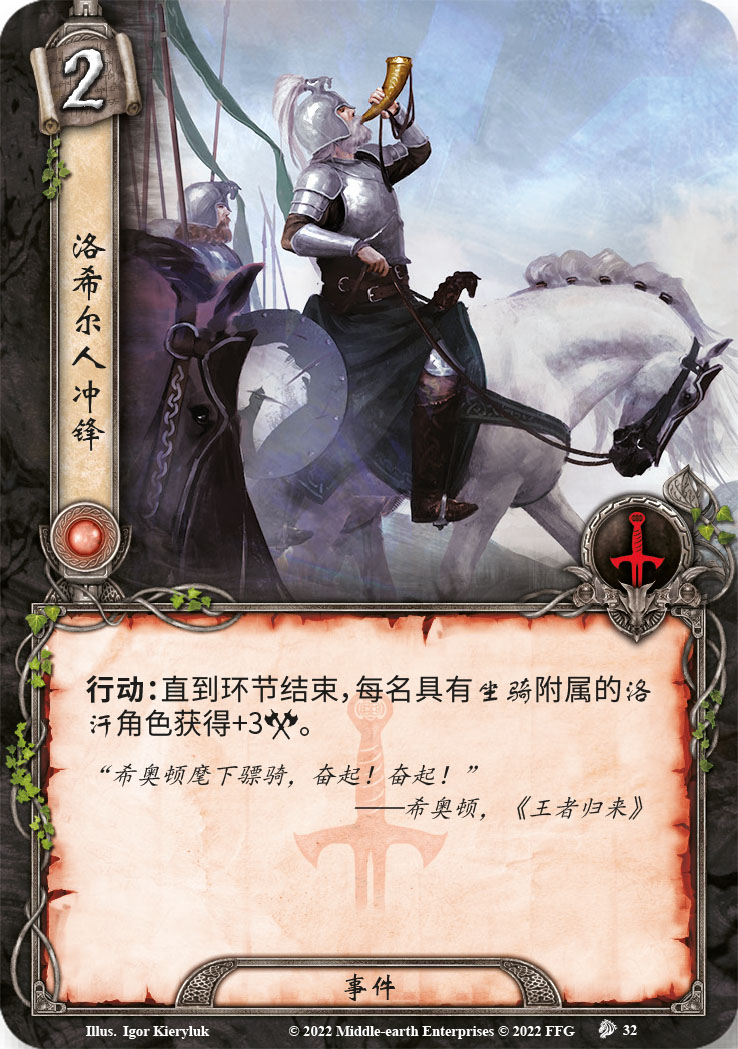 2
洛希尔人冲锋
行动：直到环节结束，每名具有坐骑附属的洛
汗角色获得+3。
“希奥顿麾下骠骑，奋起！奋起！”
——希奥顿，《王者归来》
事件
Illus. Igor Kieryluk © 2022 Middle-earth Enterprises © 2022 FFG 32